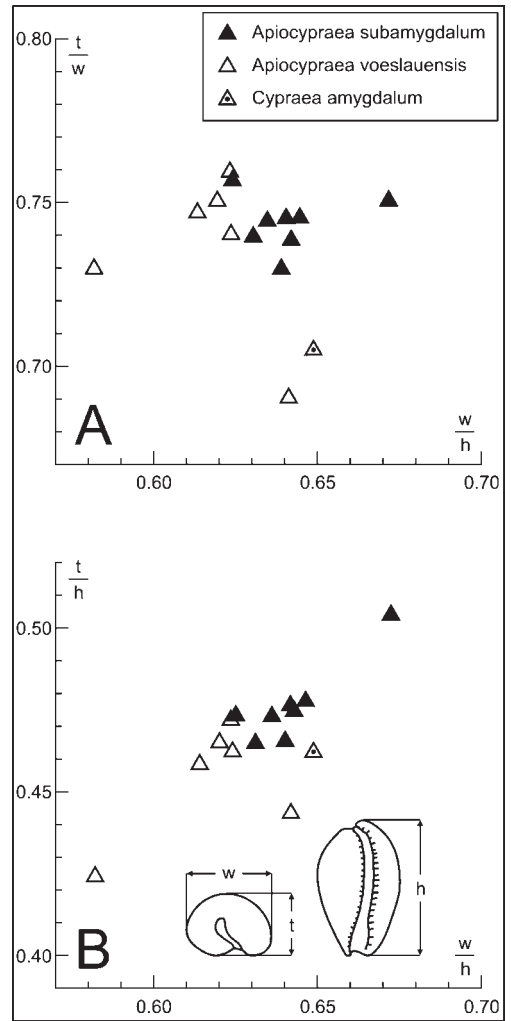 Apiocypraea subamygdalum
Apiocypraea voeslauensis
Cypraea amygdalum
0.80
t
w
0.75
0.70
A
w
h
0.60 0.65 0.70
t
h
0.50
0.45
w
t
h
0.40
B
w
h
0.60 0.65 0.70